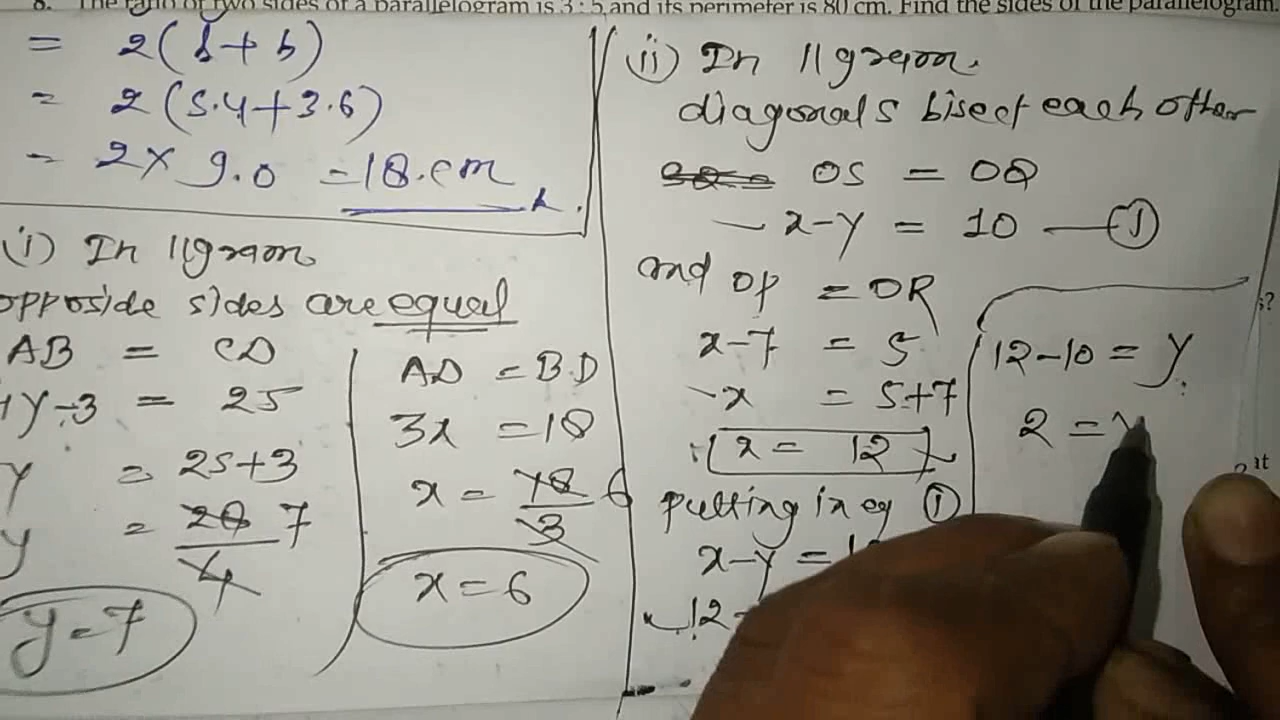 8. The ratio of two sides of a parallelogram is 3 : 5, and its perimeter is 80 cm. Find the sides of the parallelogram.
= 2(l+b)
= 2(5.4+3.6)
= 2× 9.0 = 18.cm
(i) In ||gram
opposide sides are equal
AB = CD
4y-3 = 25
y = 25+3
y = 28/4 7
y=7
AD = B.D
3x = 18
x = 18/3 6
x=6
ii) In ||gram.
diagonals bisect each other
OS = OQ
x-y = 10 — (1)
and OP = OR
x-7 = 5
x = 5+7
x = 12
putting in eq (1)
x-y =
12-
12-10 = y
2 =